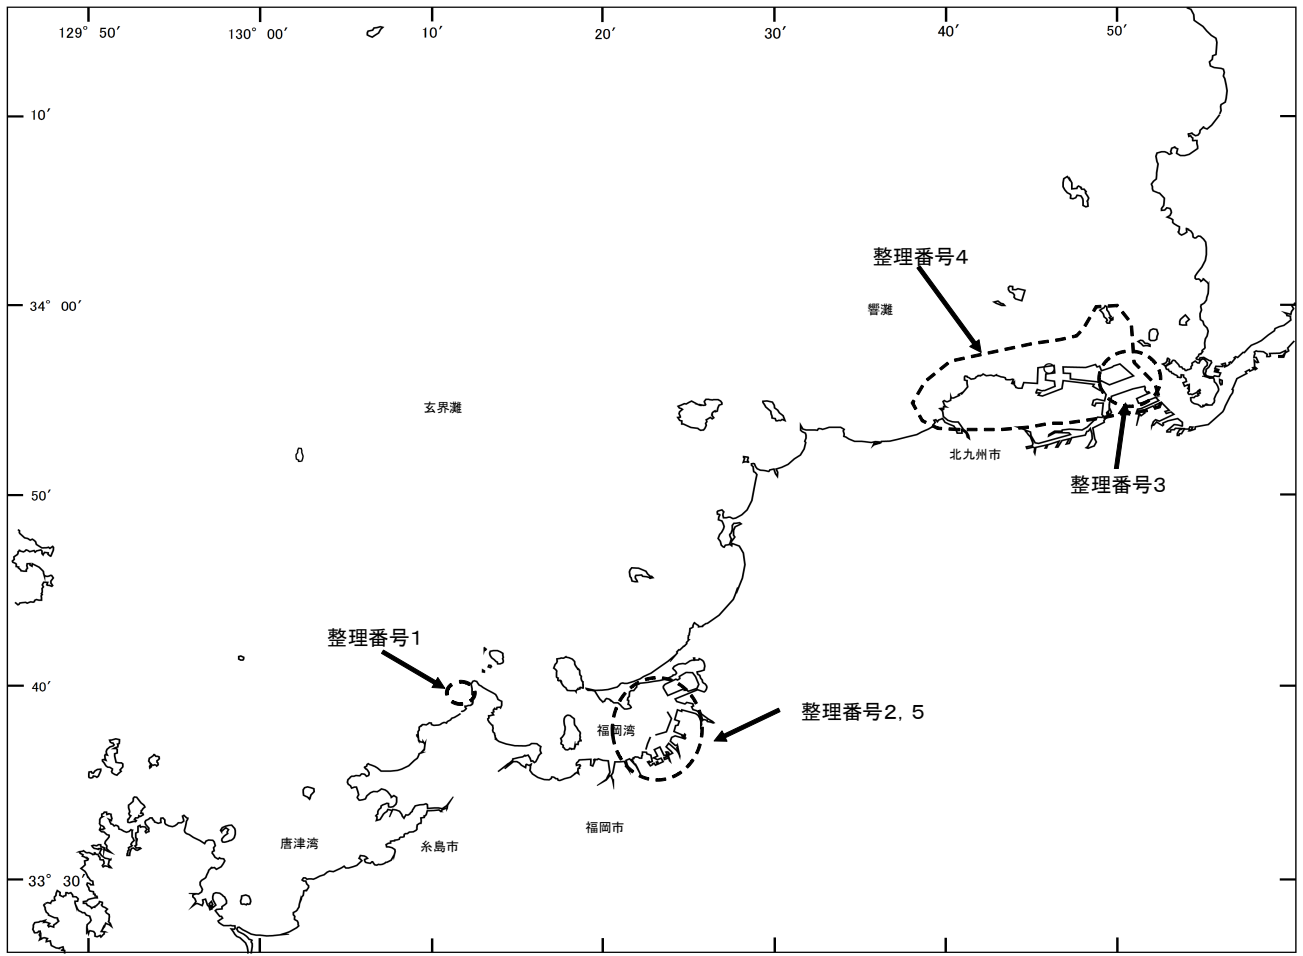 129° 50′ 130° 00′ 10′ 20′ 30′ 40′ 50′
10′
整理番号4
34° 00′
響灘
玄界灘
北九州市
整理番号3
50′
整理番号1
40′
整理番号2，5
福岡湾
福岡市
唐津湾
糸島市
33° 30′